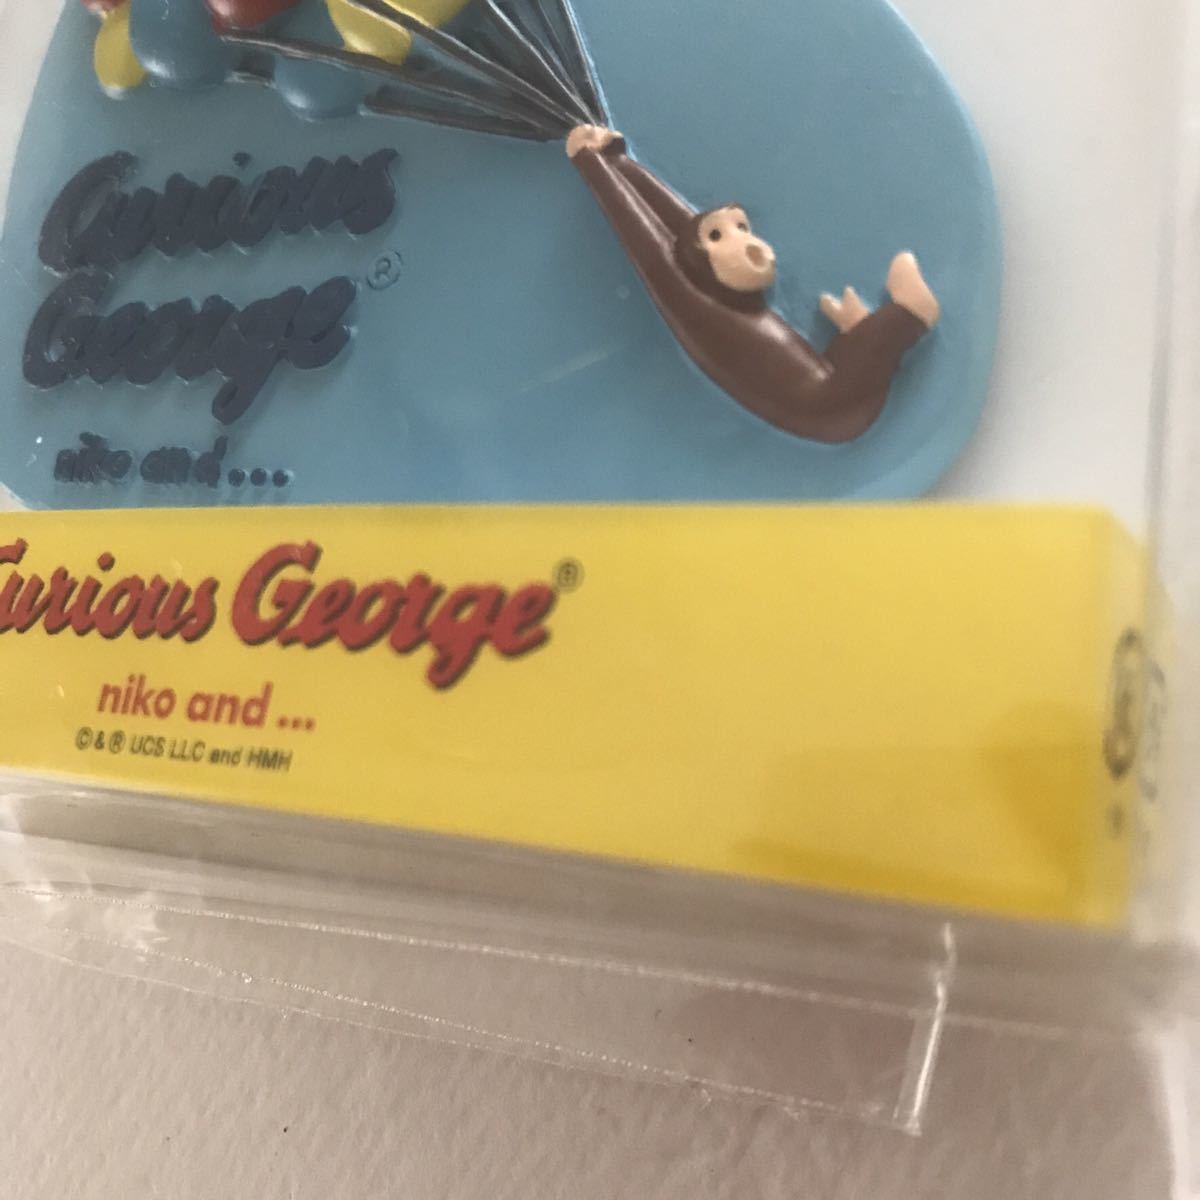 Curious
George®
niko and....
Curious George®
niko and ...
©&® UCS LLC and HMH